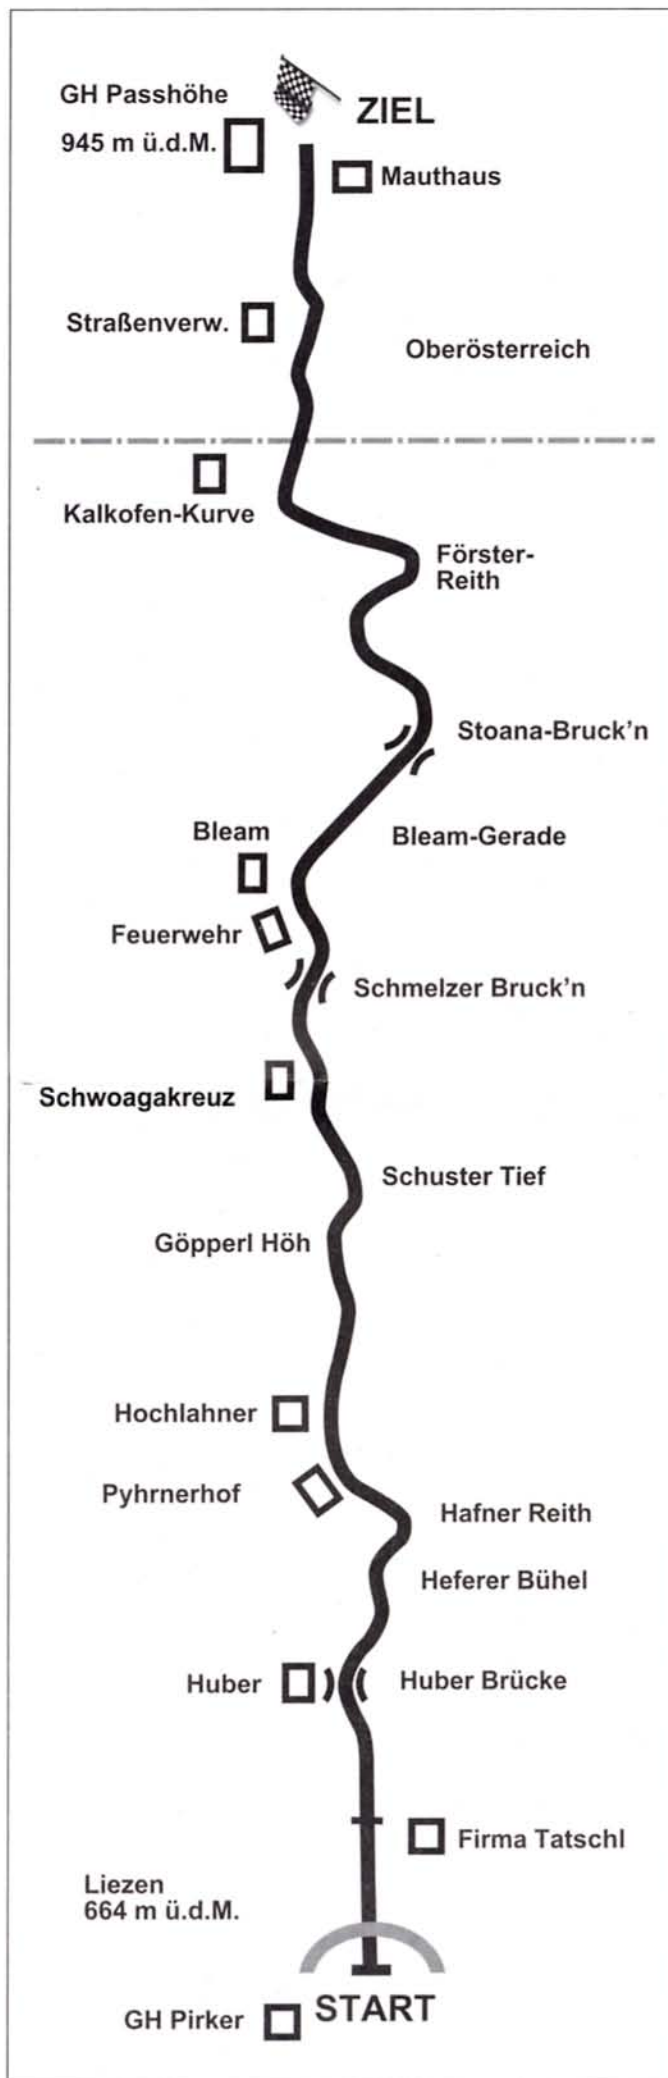 GH Passhöhe
945 m ü.d.M.
ZIEL
Mauthaus
Straßenverw.
Oberösterreich
Kalkofen-Kurve
Förster-
Reith
Stoana-Bruck'n
Bleam
Bleam-Gerade
Feuerwehr
Schmelzer Bruck'n
Schwoagakreuz
Schuster Tief
Göpperl Höh
Hochlahner
Pyhrnerhof
Hafner Reith
Heferer Bühel
Huber
Huber Brücke
Firma Tatschl
Liezen
664 m ü.d.M.
START
GH Pirker